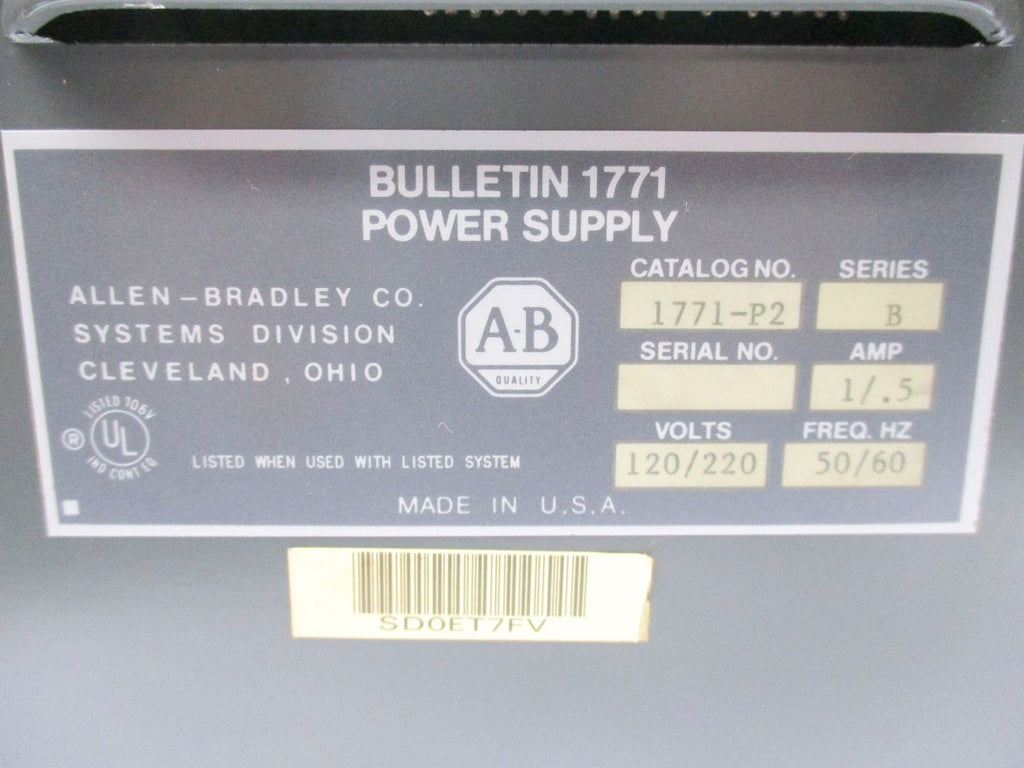 BULLETIN 1771
POWER SUPPLY
ALLEN-BRADLEY CO.
SYSTEMS DIVISION
CLEVELAND, OHIO
A-B
QUALITY
CATALOG NO. SERIES
1771-P2 B
SERIAL NO. AMP
1/.5
VOLTS FREQ. HZ
120/220 50/60
LISTED 106V
® UL
IND CONT EQ
LISTED WHEN USED WITH LISTED SYSTEM
MADE IN U.S.A.
SD0ET7FV